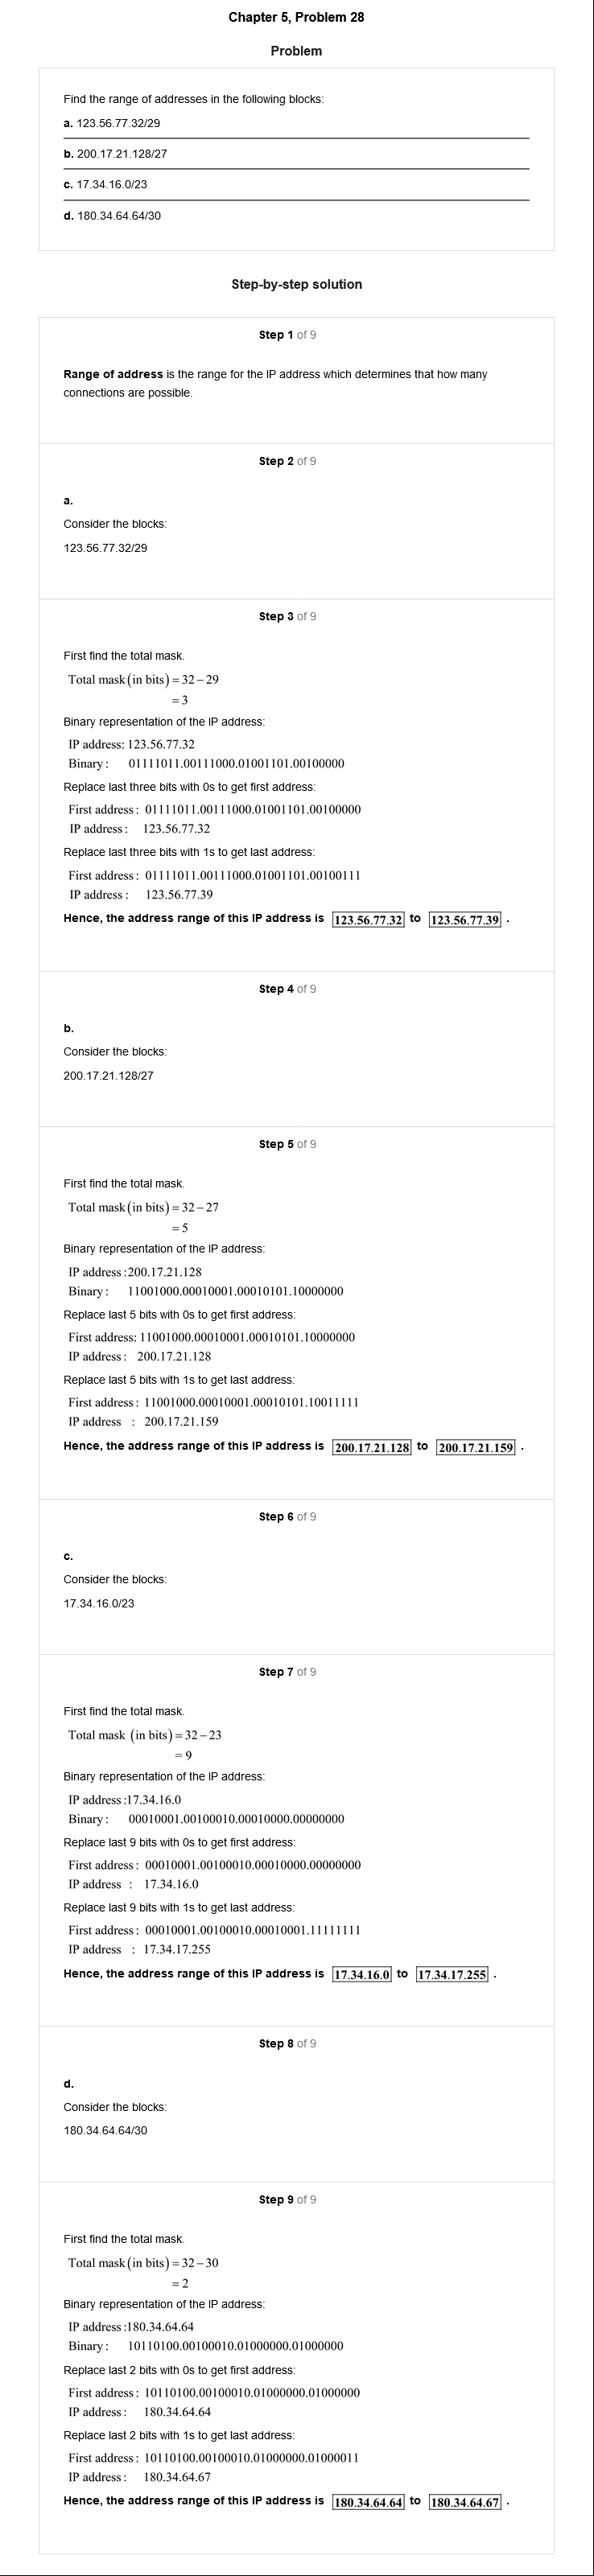 Chapter 5, Problem 28
Problem
Find the range of addresses in the following blocks:
a. 123.56.77.32/29
b. 200.17.21.128/27
c. 17.34.16.0/23
d. 180.34.64.64/30
Step-by-step solution
Step 1 of 9
Range of address is the range for the IP address which determines that how many
connections are possible.
Step 2 of 9
a.
Consider the blocks:
123.56.77.32/29
Step 3 of 9
First find the total mask.
Total mask (in bits) = 32 – 29
= 3
Binary representation of the IP address:
IP address: 123.56.77.32
Binary : 01111011.00111000.01001101.00100000
Replace last three bits with 0s to get first address:
First address : 01111011.00111000.01001101.00100000
IP address : 123.56.77.32
Replace last three bits with 1s to get last address:
First address : 01111011.00111000.01001101.00100111
IP address : 123.56.77.39
Hence, the address range of this IP address is 123.56.77.32 to 123.56.77.39 .
Step 4 of 9
b.
Consider the blocks:
200.17.21.128/27
Step 5 of 9
First find the total mask.
Total mask (in bits) = 32 – 27
= 5
Binary representation of the IP address:
IP address :200.17.21.128
Binary : 11001000.00010001.00010101.10000000
Replace last 5 bits with 0s to get first address:
First address: 11001000.00010001.00010101.10000000
IP address : 200.17.21.128
Replace last 5 bits with 1s to get last address:
First address : 11001000.00010001.00010101.10011111
IP address : 200.17.21.159
Hence, the address range of this IP address is 200.17.21.128 to 200.17.21.159 .
Step 6 of 9
c.
Consider the blocks:
17.34.16.0/23
Step 7 of 9
First find the total mask.
Total mask (in bits) = 32 – 23
= 9
Binary representation of the IP address:
IP address :17.34.16.0
Binary : 00010001.00100010.00010000.00000000
Replace last 9 bits with 0s to get first address:
First address : 00010001.00100010.00010000.00000000
IP address : 17.34.16.0
Replace last 9 bits with 1s to get last address:
First address : 00010001.00100010.00010001.11111111
IP address : 17.34.17.255
Hence, the address range of this IP address is 17.34.16.0 to 17.34.17.255 .
Step 8 of 9
d.
Consider the blocks:
180.34.64.64/30
Step 9 of 9
First find the total mask.
Total mask (in bits) = 32 – 30
= 2
Binary representation of the IP address:
IP address :180.34.64.64
Binary : 10110100.00100010.01000000.01000000
Replace last 2 bits with 0s to get first address:
First address : 10110100.00100010.01000000.01000000
IP address : 180.34.64.64
Replace last 2 bits with 1s to get last address:
First address : 10110100.00100010.01000000.01000011
IP address : 180.34.64.67
Hence, the address range of this IP address is 180.34.64.64 to 180.34.64.67 .